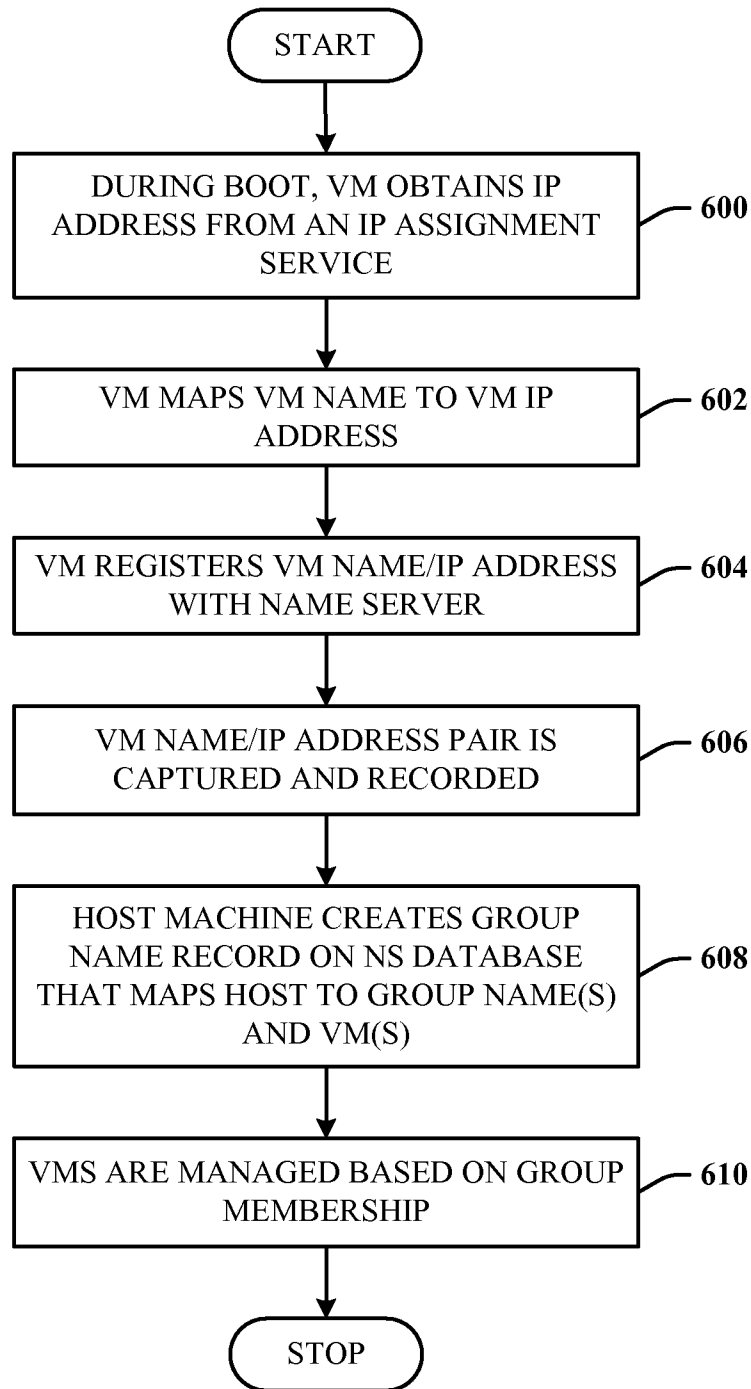 START
DURING BOOT, VM OBTAINS IP
ADDRESS FROM AN IP ASSIGNMENT
SERVICE
600
VM MAPS VM NAME TO VM IP
ADDRESS
602
VM REGISTERS VM NAME/IP ADDRESS
WITH NAME SERVER
604
VM NAME/IP ADDRESS PAIR IS
CAPTURED AND RECORDED
606
HOST MACHINE CREATES GROUP
NAME RECORD ON NS DATABASE
THAT MAPS HOST TO GROUP NAME(S)
AND VM(S)
608
VMS ARE MANAGED BASED ON GROUP
MEMBERSHIP
610
STOP